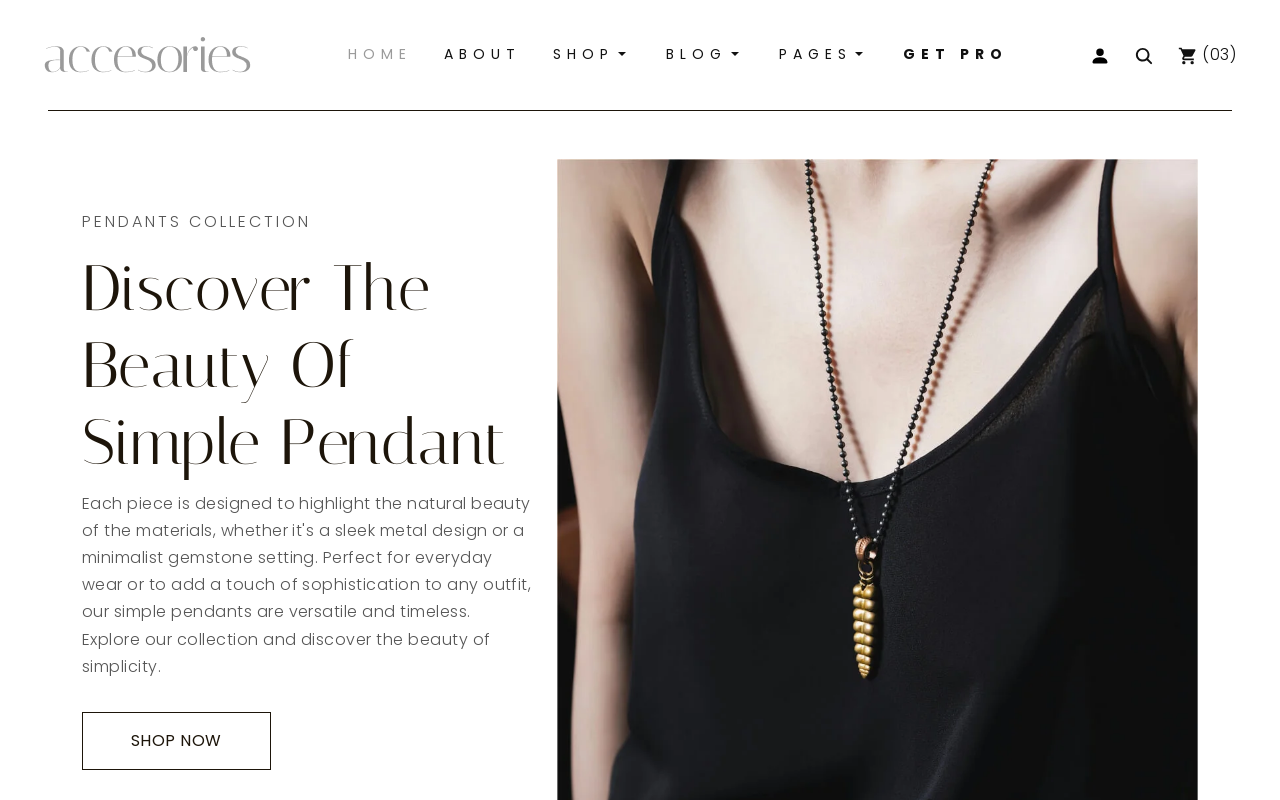 accesories
HOME ABOUT SHOP BLOG PAGES GET PRO (03)
PENDANTS COLLECTION
Discover The
Beauty Of
Simple Pendant
Each piece is designed to highlight the natural beauty
of the materials, whether it's a sleek metal design or a
minimalist gemstone setting. Perfect for everyday
wear or to add a touch of sophistication to any outfit,
our simple pendants are versatile and timeless.
Explore our collection and discover the beauty of
simplicity.
SHOP NOW